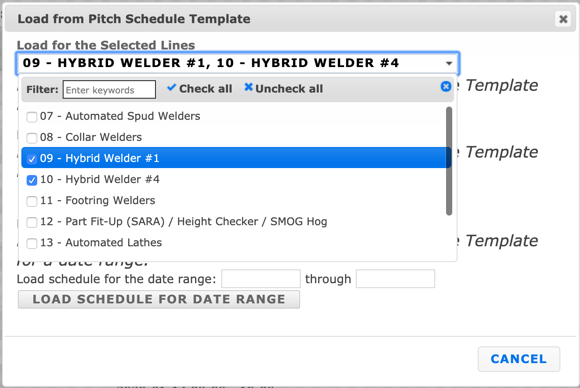 Load from Pitch Schedule Template
Load for the Selected Lines
09 - HYBRID WELDER #1, 10 - HYBRID WELDER #4
Filter: Enter keywords Check all Uncheck all
Template
07 - Automated Spud Welders
08 - Collar Welders
09 - Hybrid Welder #1
Template
10 - Hybrid Welder #4
11 - Footring Welders
12 - Part Fit-Up (SARA) / Height Checker / SMOG Hog
13 - Automated Lathes
Template
for a date range.
Load schedule for the date range: through
LOAD SCHEDULE FOR DATE RANGE
CANCEL